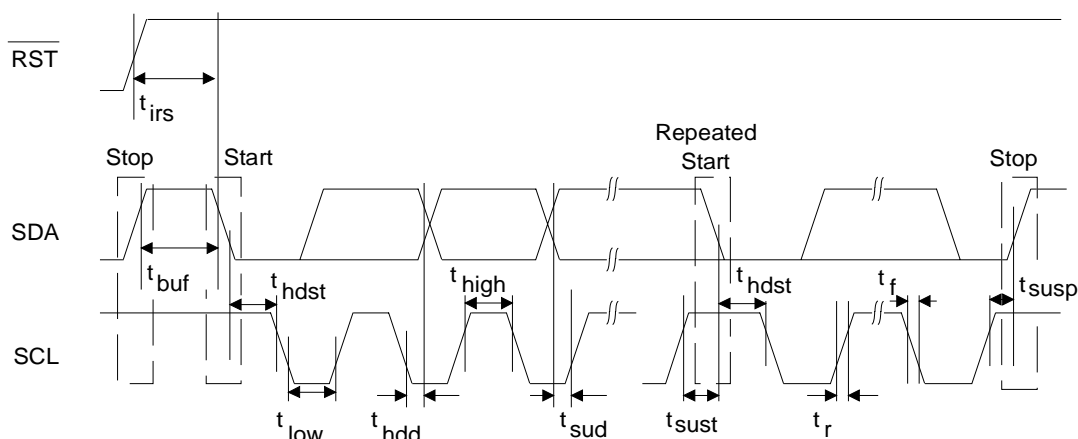 RST
t irs
Repeated
Stop Start Start Stop
SDA
t buf t hdst t high t hdst t f t susp
SCL
t low t hdd t sud t sust t r